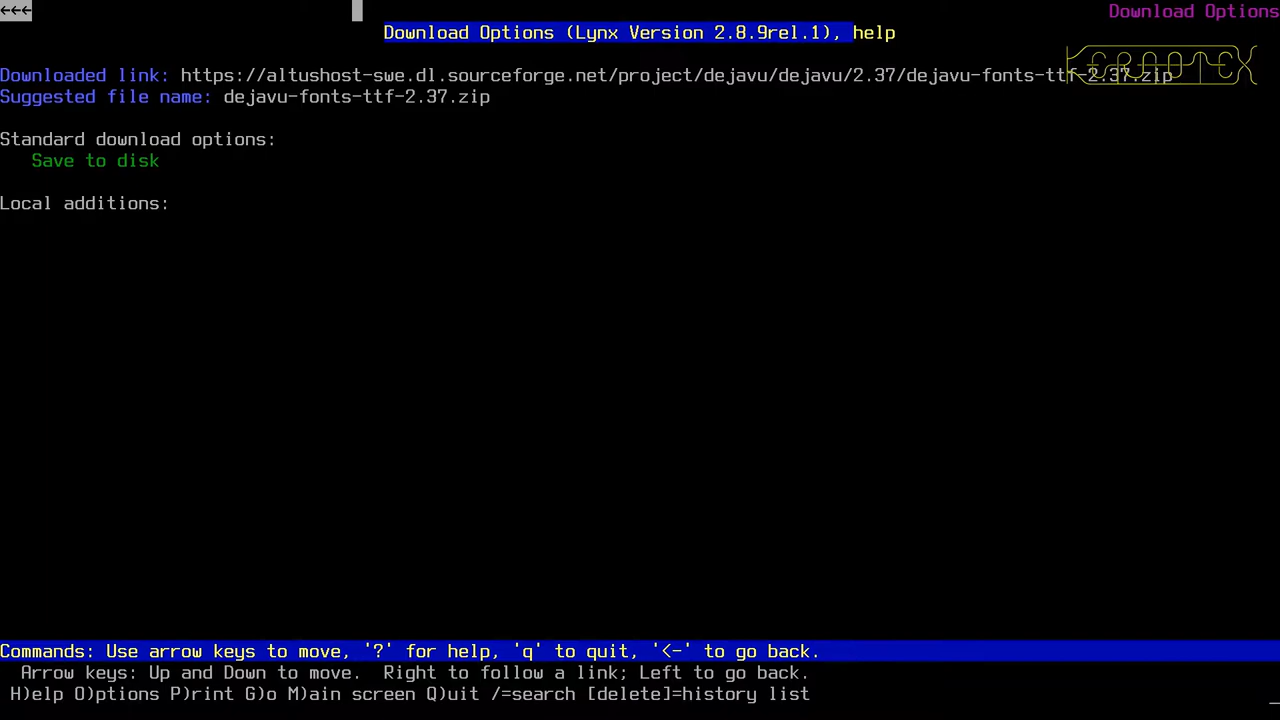 ←←← Download Options
Download Options (Lynx Version 2.8.9rel.1), help
KEROOTEX
Downloaded link: https://altushost-swe.dl.sourceforge.net/project/dejavu/dejavu/2.37/dejavu-fonts-ttf-2.37.zip
Suggested file name: dejavu-fonts-ttf-2.37.zip
Standard download options:
Save to disk
Local additions:
Commands: Use arrow keys to move, '?' for help, 'q' to quit, '<-' to go back.
Arrow keys: Up and Down to move. Right to follow a link; Left to go back.
H)elp O)ptions P)rint G)o M)ain screen Q)uit /=search [delete]=history list